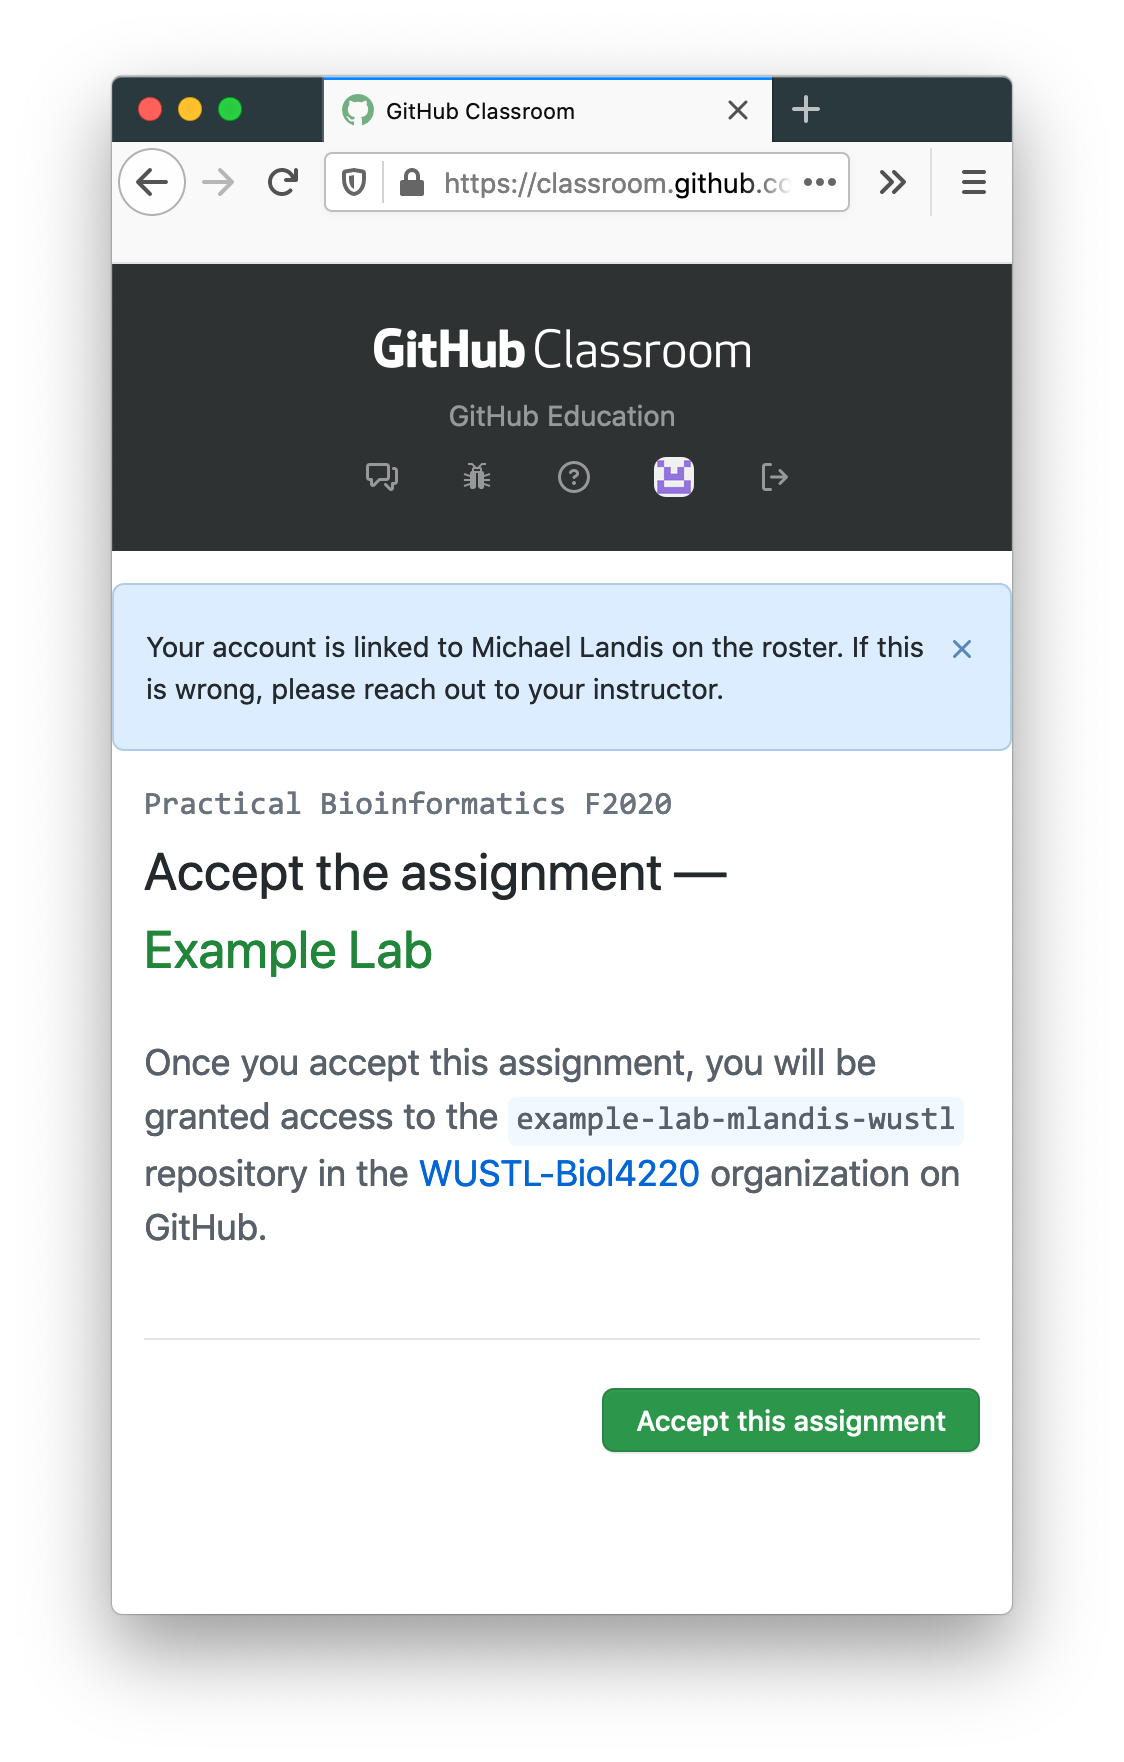 GitHub Classroom
https://classroom.github.co
GitHub Classroom
GitHub Education
Your account is linked to Michael Landis on the roster. If this
is wrong, please reach out to your instructor.
Practical Bioinformatics F2020
Accept the assignment —
Example Lab
Once you accept this assignment, you will be
granted access to the example-lab-mlandis-wustl
repository in the WUSTL-Biol4220 organization on
GitHub.
Accept this assignment